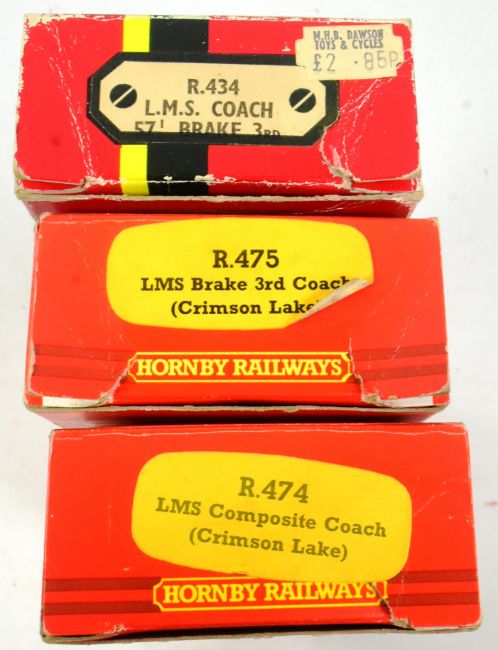 M.H.B. DAWSON
TOYS & CYCLES
£2 .85P
R.434
L.M.S. COACH
57' BRAKE 3RD
R.475
LMS Brake 3rd Coach
(Crimson Lake)
HORNBY RAILWAYS
R.474
LMS Composite Coach
(Crimson Lake)
HORNBY RAILWAYS